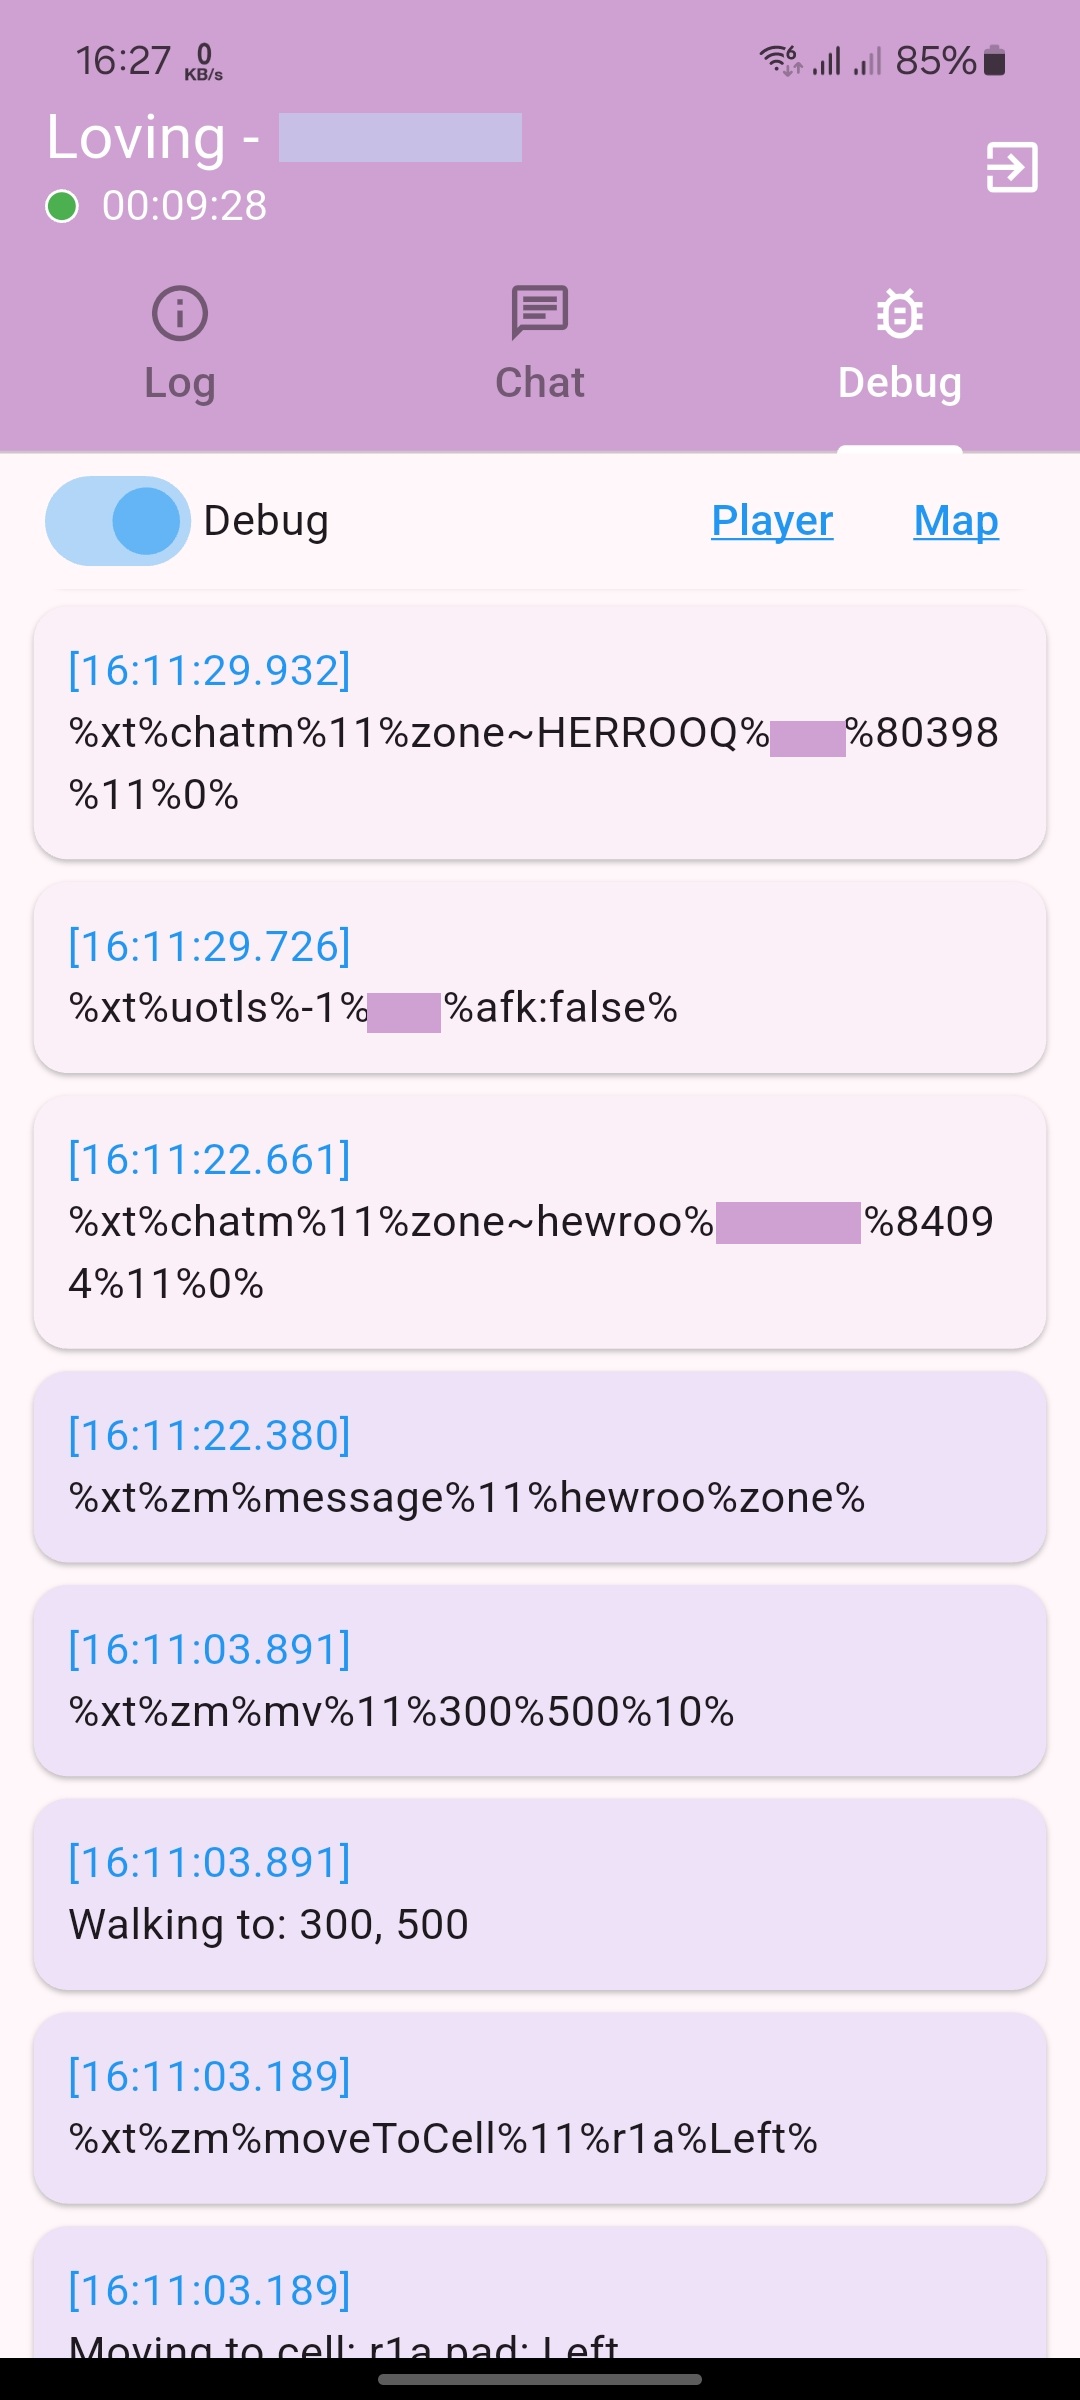 16:27 0 KB/s 6 85%
Loving -
00:09:28
Log Chat Debug
Debug Player Map
[16:11:29.932]
%xt%chatm%11%zone~HERROOQ% %80398
%11%0%
[16:11:29.726]
%xt%uotls%-1% %afk:false%
[16:11:22.661]
%xt%chatm%11%zone~hewroo% %8409
4%11%0%
[16:11:22.380]
%xt%zm%message%11%hewroo%zone%
[16:11:03.891]
%xt%zm%mv%11%300%500%10%
[16:11:03.891]
Walking to: 300, 500
[16:11:03.189]
%xt%zm%moveToCell%11%r1a%Left%
[16:11:03.189]
Moving to cell: r1a pad: Left